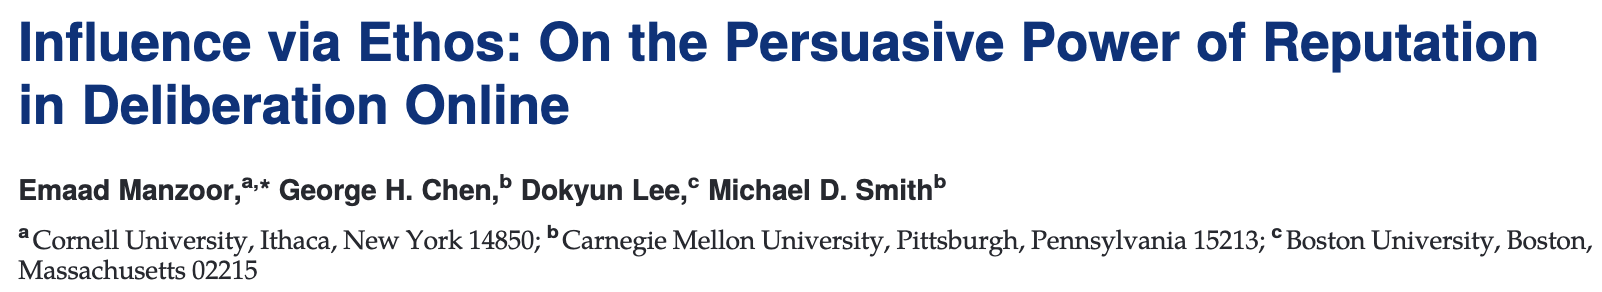 Influence via Ethos: On the Persuasive Power of Reputation
in Deliberation Online
Emaad Manzoor,a,* George H. Chen,b Dokyun Lee,c Michael D. Smithb
a Cornell University, Ithaca, New York 14850; b Carnegie Mellon University, Pittsburgh, Pennsylvania 15213; c Boston University, Boston,
Massachusetts 02215